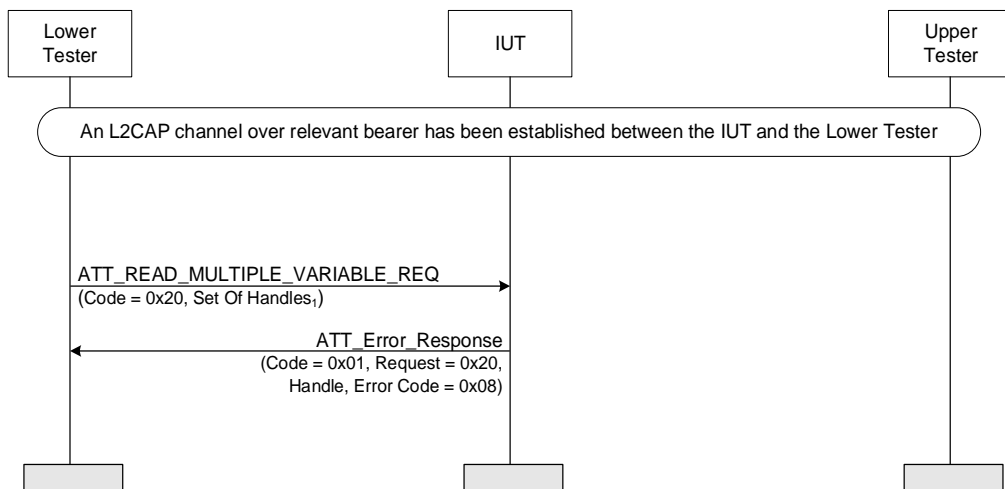 Lower
Tester
IUT
Upper
Tester
An L2CAP channel over relevant bearer has been established between the IUT and the Lower Tester
ATT_READ_MULTIPLE_VARIABLE_REQ
(Code = 0x20, Set Of Handles₁)
ATT_Error_Response
(Code = 0x01, Request = 0x20,
Handle, Error Code = 0x08)